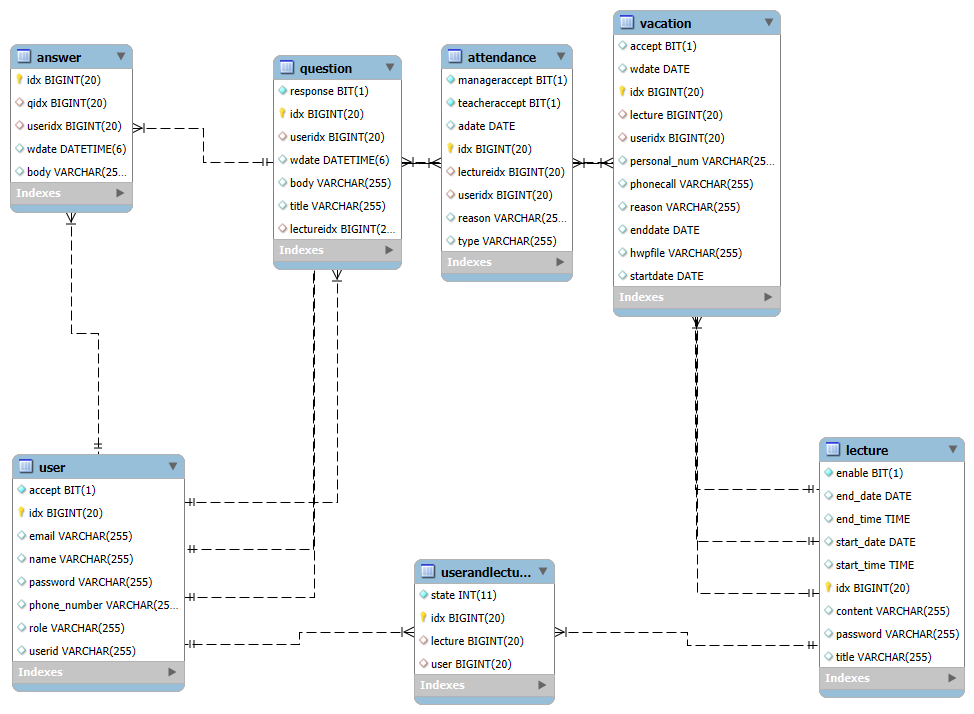 answer
idx BIGINT(20)
qidx BIGINT(20)
useridx BIGINT(20)
wdate DATETIME(6)
body VARCHAR(25...
Indexes
question
response BIT(1)
idx BIGINT(20)
useridx BIGINT(20)
wdate DATETIME(6)
body VARCHAR(255)
title VARCHAR(255)
lectureidx BIGINT(2...
Indexes
attendance
manageraccept BIT(1)
teacheraccept BIT(1)
adate DATE
idx BIGINT(20)
lectureidx BIGINT(20)
useridx BIGINT(20)
reason VARCHAR(25...
type VARCHAR(255)
Indexes
vacation
accept BIT(1)
wdate DATE
idx BIGINT(20)
lecture BIGINT(20)
useridx BIGINT(20)
personal_num VARCHAR(25...
phonecall VARCHAR(255)
reason VARCHAR(255)
enddate DATE
hwpfile VARCHAR(255)
startdate DATE
Indexes
user
accept BIT(1)
idx BIGINT(20)
email VARCHAR(255)
name VARCHAR(255)
password VARCHAR(255)
phone_number VARCHAR(25...
role VARCHAR(255)
userid VARCHAR(255)
Indexes
userandlectu...
state INT(11)
idx BIGINT(20)
lecture BIGINT(20)
user BIGINT(20)
Indexes
lecture
enable BIT(1)
end_date DATE
end_time TIME
start_date DATE
start_time TIME
idx BIGINT(20)
content VARCHAR(255)
password VARCHAR(255)
title VARCHAR(255)
Indexes